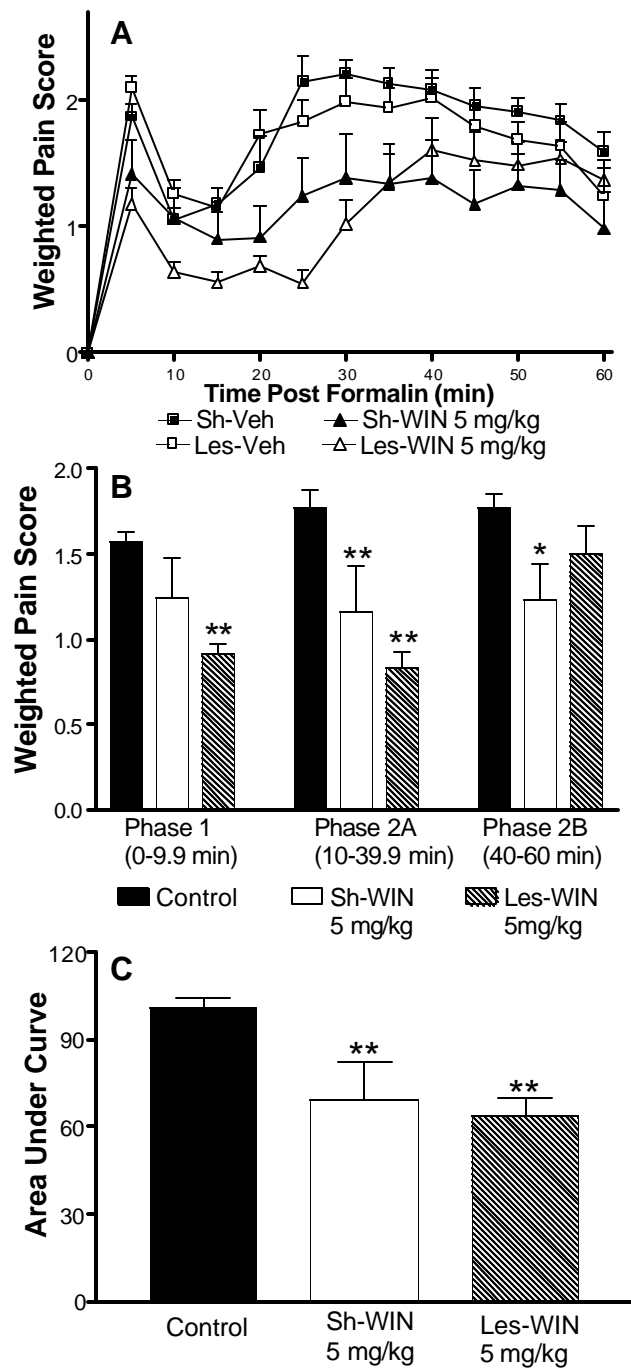 A
Weighted Pain Score
2
1
0
0 10 20 30 40 50 60
Time Post Formalin (min)
Sh-Veh Sh-WIN 5 mg/kg
Les-Veh Les-WIN 5 mg/kg
B
Weighted Pain Score
2.0
1.5
1.0
0.5
0.0
** ** ** *
Phase 1 Phase 2A Phase 2B
(0-9.9 min) (10-39.9 min) (40-60 min)
Control Sh-WIN Les-WIN
5 mg/kg 5mg/kg
C
Area Under Curve
120
90
60
30
0
** **
Control Sh-WIN Les-WIN
5 mg/kg 5 mg/kg